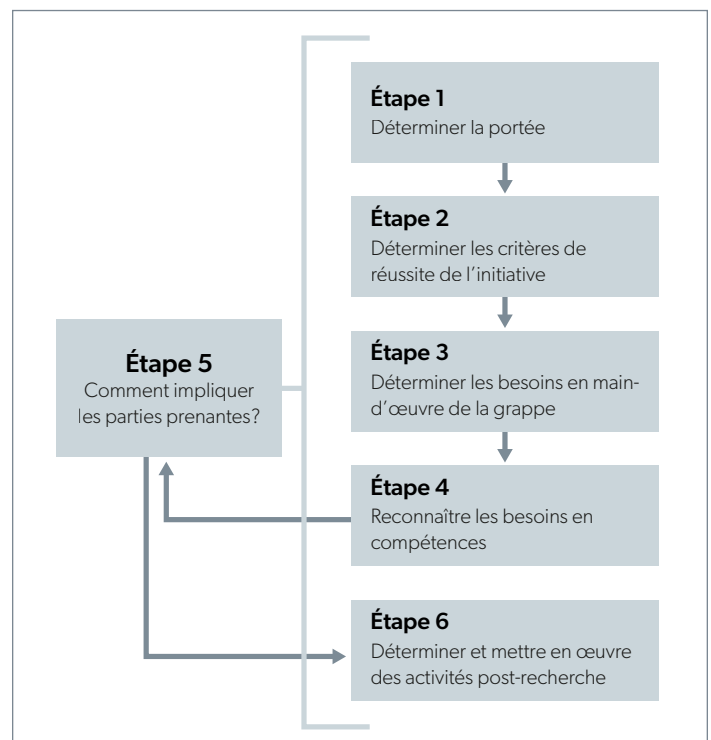 Étape 1
Déterminer la portée
Étape 2
Déterminer les critères de
réussite de l’initiative
Étape 3
Déterminer les besoins en main-
d’œuvre de la grappe
Étape 4
Reconnaître les besoins en
compétences
Étape 5
Comment impliquer
les parties prenantes?
Étape 6
Déterminer et mettre en œuvre
des activités post-recherche